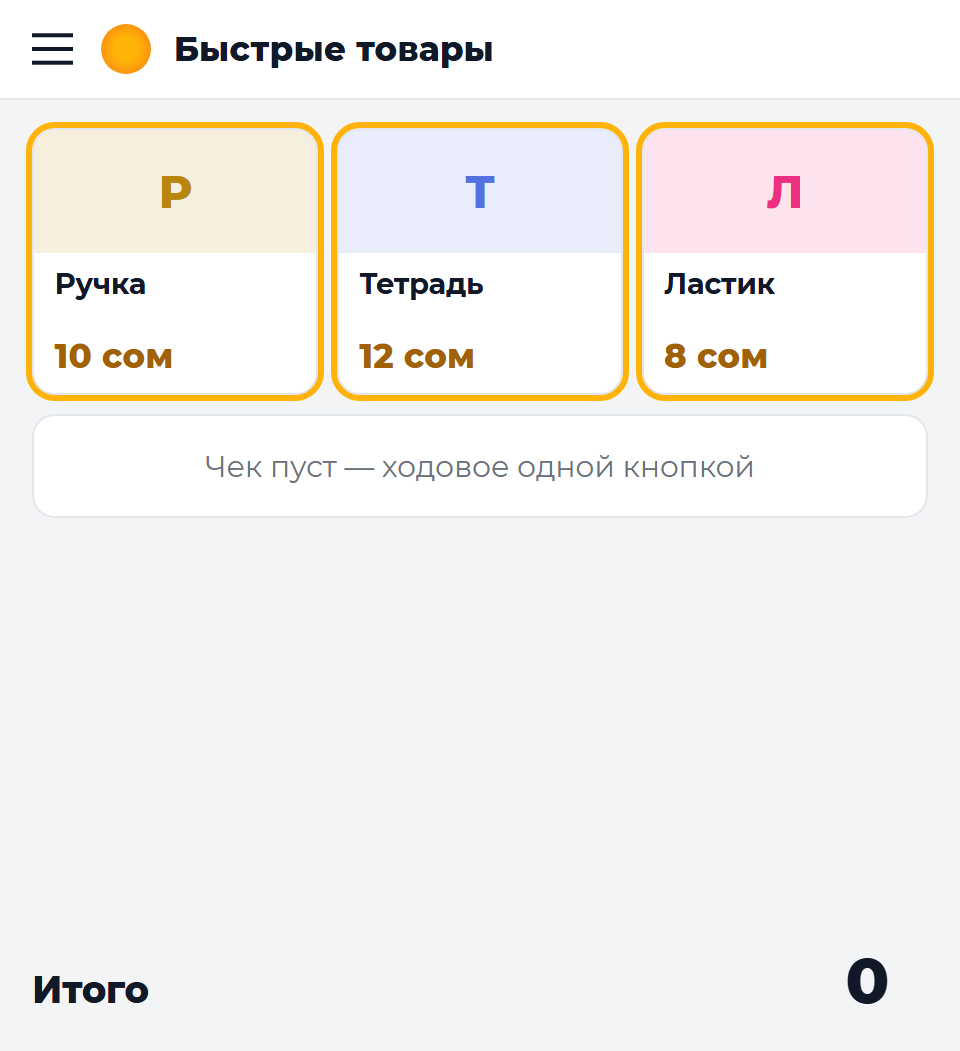 Быстрые товары
Р
Т
Л
Ручка
Тетрадь
Ластик
10 сом
12 сом
8 сом
Чек пуст — ходовое одной кнопкой
Итого
0